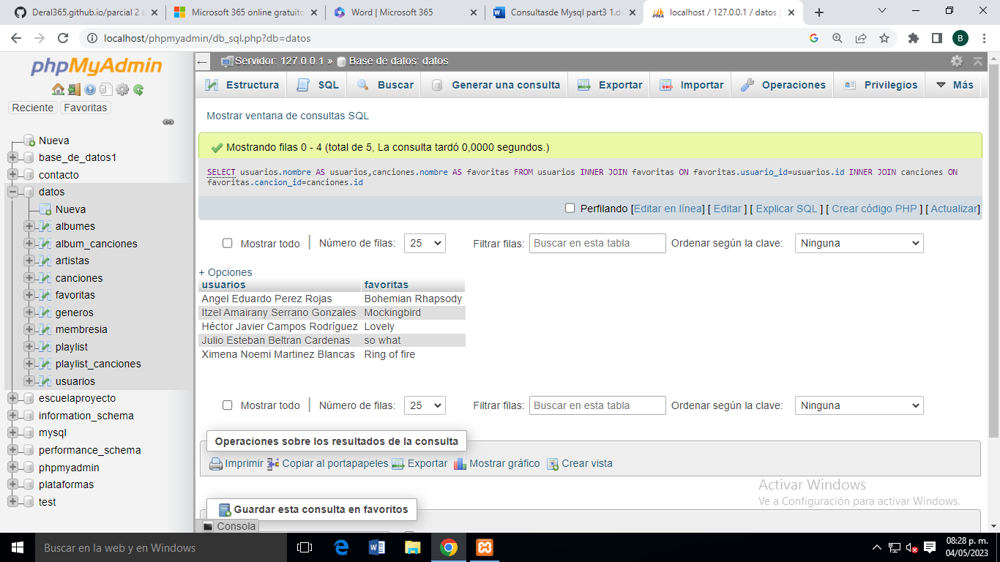 Deral365.github.io/parcial 2 a
Microsoft 365 online gratuito
Word | Microsoft 365
Consultasde Mysql part3 1.d
localhost / 127.0.0.1 / datos |
localhost/phpmyadmin/db_sql.php?db=datos
B
phpMyAdmin
Reciente Favoritas
Nueva
base_de_datos1
contacto
datos
Nueva
albumes
album_canciones
artistas
canciones
favoritas
generos
membresia
playlist
playlist_canciones
usuarios
escuelaproyecto
information_schema
mysql
performance_schema
phpmyadmin
plataformas
test
Servidor: 127.0.0.1 » Base de datos: datos
Estructura SQL Buscar Generar una consulta Exportar Importar Operaciones Privilegios Más
Mostrar ventana de consultas SQL
Mostrando filas 0 - 4 (total de 5, La consulta tardó 0,0000 segundos.)
SELECT usuarios.nombre AS usuarios,canciones.nombre AS favoritas FROM usuarios INNER JOIN favoritas ON favoritas.usuario_id=usuarios.id INNER JOIN canciones ON
favoritas.cancion_id=canciones.id
Perfilando [Editar en línea] [ Editar ] [ Explicar SQL ] [ Crear código PHP ] [ Actualizar]
Mostrar todo | Número de filas: 25 Filtrar filas: Buscar en esta tabla Ordenar según la clave: Ninguna
+ Opciones
usuarios favoritas
Angel Eduardo Perez Rojas Bohemian Rhapsody
Itzel Amairany Serrano Gonzales Mockingbird
Héctor Javier Campos Rodríguez Lovely
Julio Esteban Beltran Cardenas so what
Ximena Noemi Martinez Blancas Ring of fire
Mostrar todo | Número de filas: 25 Filtrar filas: Buscar en esta tabla Ordenar según la clave: Ninguna
Operaciones sobre los resultados de la consulta
Imprimir Copiar al portapapeles Exportar Mostrar gráfico Crear vista
Activar Windows
Ve a Configuración para activar Windows.
Guardar esta consulta en favoritos
Consola
Buscar en la web y en Windows
08:28 p. m.
04/05/2023